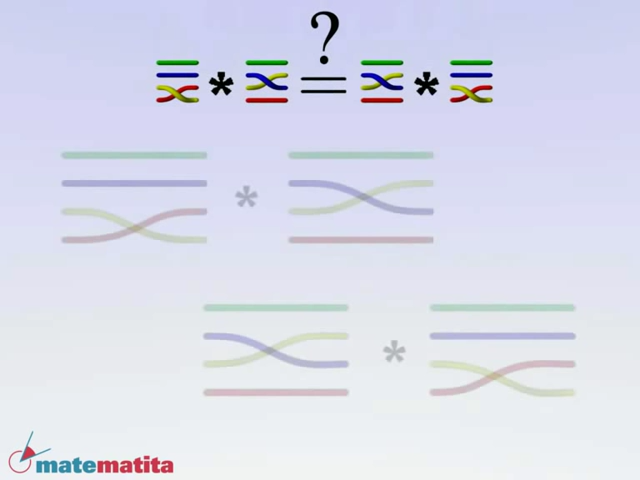 * ?= *
*
*
matematita